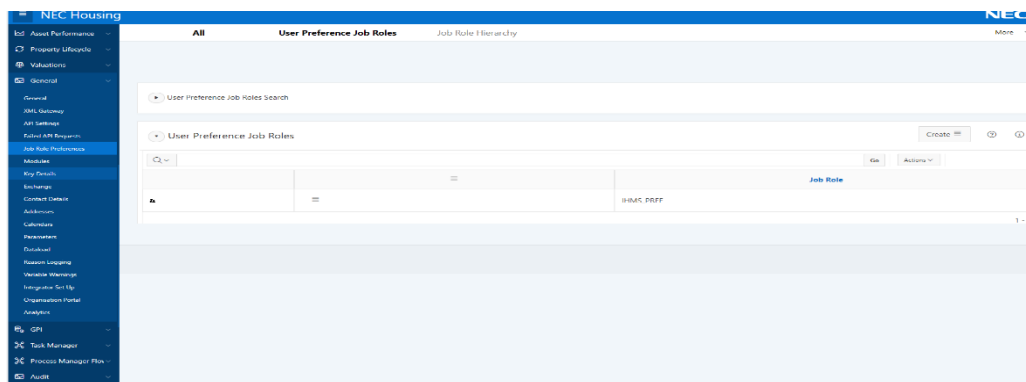 NEC Housing
NEC
Asset Performance
All
User Preference Job Roles
Job Role Hierarchy
More
Property Lifecycle
Valuations
General
General
User Preference Job Roles Search
XML Gateway
API Settings
Failed API Requests
User Preference Job Roles
Create
Job Role Preferences
Modules
Go
Actions
Key Details
Job Role
Exchange
Contact Details
IHMS_PREF
Addresses
1 -
Calendars
Parameters
Dataload
Reason Logging
Variable Warnings
Integrator Set Up
Organisation Portal
Analytics
GPI
Task Manager
Process Manager Flow
Audit